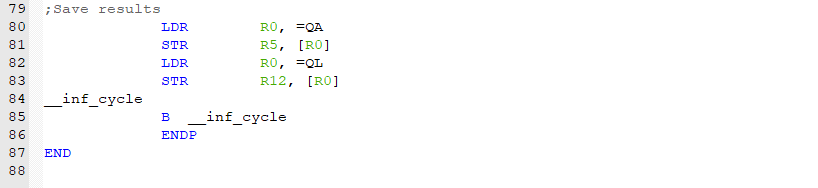 79 ;Save results
80 LDR R0, =QA
81 STR R5, [R0]
82 LDR R0, =QL
83 STR R12, [R0]
84 __inf_cycle
85 B __inf_cycle
86 ENDP
87 END
88